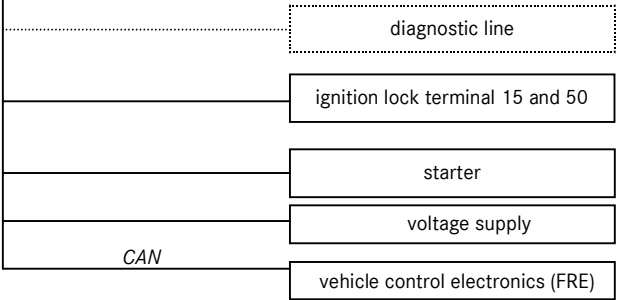 diagnostic line
ignition lock terminal 15 and 50
starter
voltage supply
CAN
vehicle control electronics (FRE)